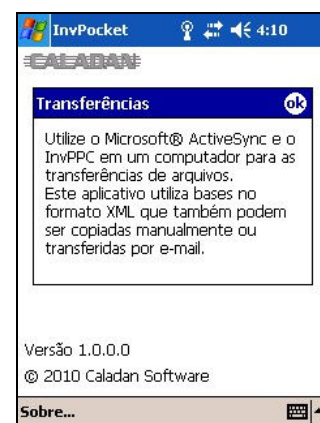 InvPocket 4:10
CALADAN
Transferências ok
Utilize o Microsoft® ActiveSync e o
InvPPC em um computador para as
transferências de arquivos.
Este aplicativo utiliza bases no
formato XML que também podem
ser copiadas manualmente ou
transferidas por e-mail.
Versão 1.0.0.0
© 2010 Caladan Software
Sobre...